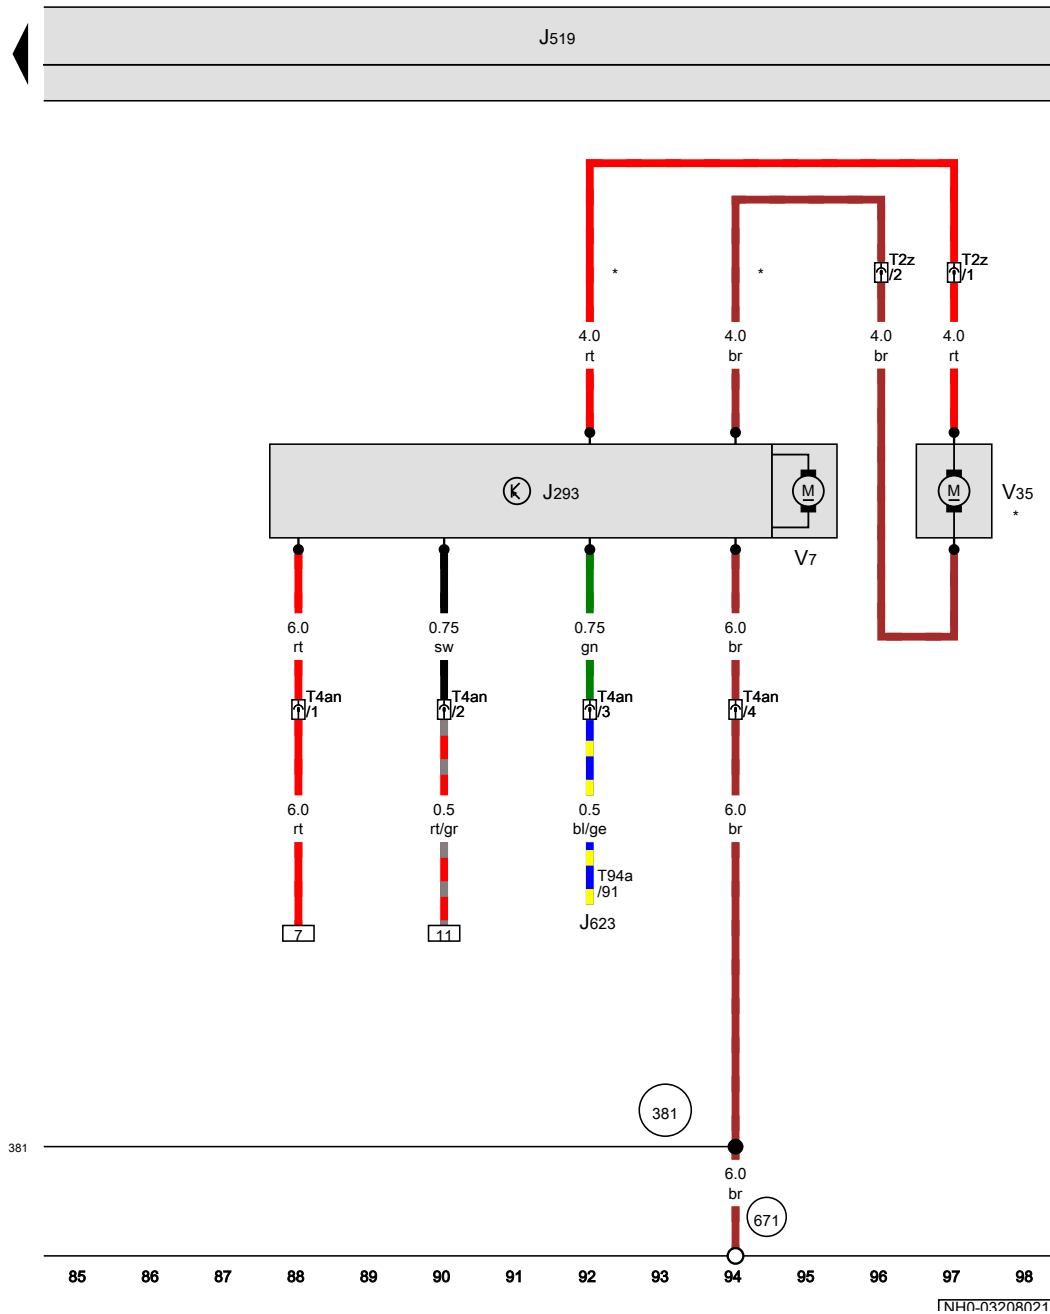 J519
T2z
/2
T2z
/1
*
*
4.0
rt
4.0
br
4.0
br
4.0
rt
J293
M
M
V35
*
V7
6.0
rt
0.75
sw
0.75
gn
6.0
br
T4an
/1
T4an
/2
T4an
/3
T4an
/4
6.0
rt
0.5
rt/gr
0.5
bl/ge
6.0
br
T94a
/91
J623
7
11
381
381
6.0
br
671
85 86 87 88 89 90 91 92 93 94 95 96 97 98
NH0-03208021